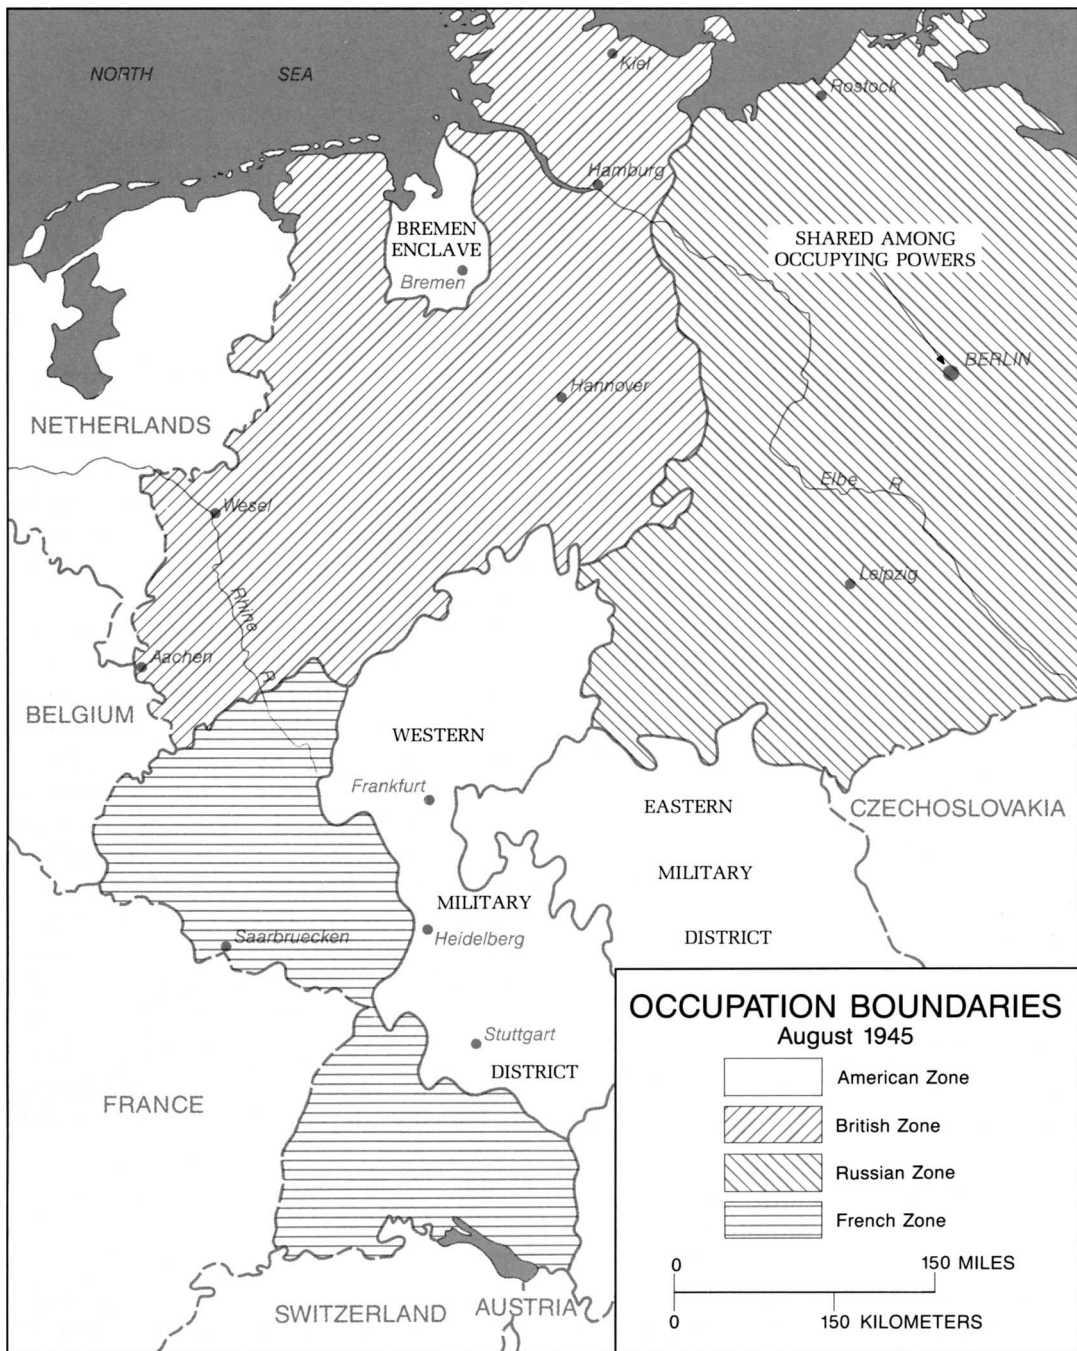 NORTH SEA
Kiel
Rostock
Hamburg
BREMEN
ENCLAVE
Bremen
SHARED AMONG
OCCUPYING POWERS
BERLIN
Hannover
NETHERLANDS
Elbe R
Wesel
Leipzig
Rhine R
Aachen
BELGIUM
WESTERN
MILITARY
DISTRICT
Frankfurt
EASTERN
MILITARY
DISTRICT
CZECHOSLOVAKIA
Heidelberg
Saarbruecken
Stuttgart
FRANCE
SWITZERLAND
AUSTRIA
OCCUPATION BOUNDARIES
August 1945
American Zone
British Zone
Russian Zone
French Zone
0 150 MILES
0 150 KILOMETERS